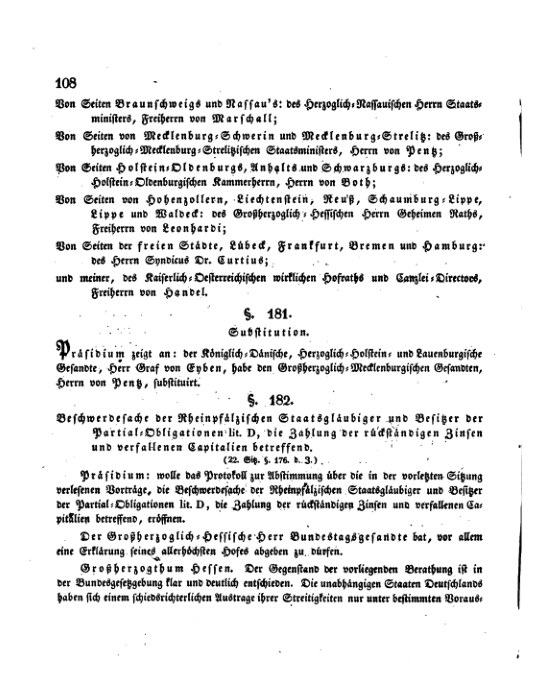 108
Von Seiten Braunschweigs und Nassau's: des Herzoglich-Nassauischen Herrn Staats-
ministers, Freiherrn von Marschall;
Von Seiten von Mecklenburg-Schwerin und Mecklenburg-Strelitz: des Groß-
herzoglich-Mecklenburg-Strelitzischen Staatsministers, Herrn von Pentz;
Von Seiten Holstein-Oldenburgs, Anhalts und Schwarzburgs: des Herzoglich-
Holstein-Oldenburgischen Kammerherrn, Herrn von Both;
Von Seiten von Hohenzollern, Liechtenstein, Reuß, Schaumburg-Lippe,
Lippe und Waldeck: des Großherzoglich-Hessischen Herrn Geheimen Raths,
Freiherrn von Leonhardi;
Von Seiten der freien Städte, Lübeck, Frankfurt, Bremen und Hamburg:
des Herrn Syndicus Dr. Curtius;
und meiner, des Kaiserlich-Oesterreichischen wirklichen Hofraths und Canzlei-Directors,
Freiherrn von Handel.
§. 181.
Substitution.
Präsidium zeigt an: der Königlich-Dänische, Herzoglich-Holstein- und Lauenburgische
Gesandte, Herr Graf von Eyben, habe den Großherzoglich-Mecklenburgischen Gesandten,
Herrn von Pentz, substituirt.
§. 182.
Beschwerdesache der Rheinpfälzischen Staatsgläubiger und Besitzer der
Partial-Obligationen lit. D, die Zahlung der rückständigen Zinsen
und verfallenen Capitalien betreffend.
(22. Sitz. §. 176. d. J.)
Präsidium: wolle das Protokoll zur Abstimmung über die in der vorletzten Sitzung
verlesenen Vorträge, die Beschwerdesache der Rheinpfälzischen Staatsgläubiger und Besitzer
der Partial-Obligationen lit. D, die Zahlung der rückständigen Zinsen und verfallenen Ca-
pitalien betreffend, eröffnen.
Der Großherzoglich-Hessische Herr Bundestagsgesandte bat, vor allem
eine Erklärung seines allerhöchsten Hofes abgeben zu dürfen.
Großherzogthum Hessen. Der Gegenstand der vorliegenden Berathung ist in
der Bundesgesetzgebung klar und deutlich entschieden. Die unabhängigen Staaten Deutschlands
haben sich einem schiedsrichterlichen Austrage ihrer Streitigkeiten nur unter bestimmten Voraus-